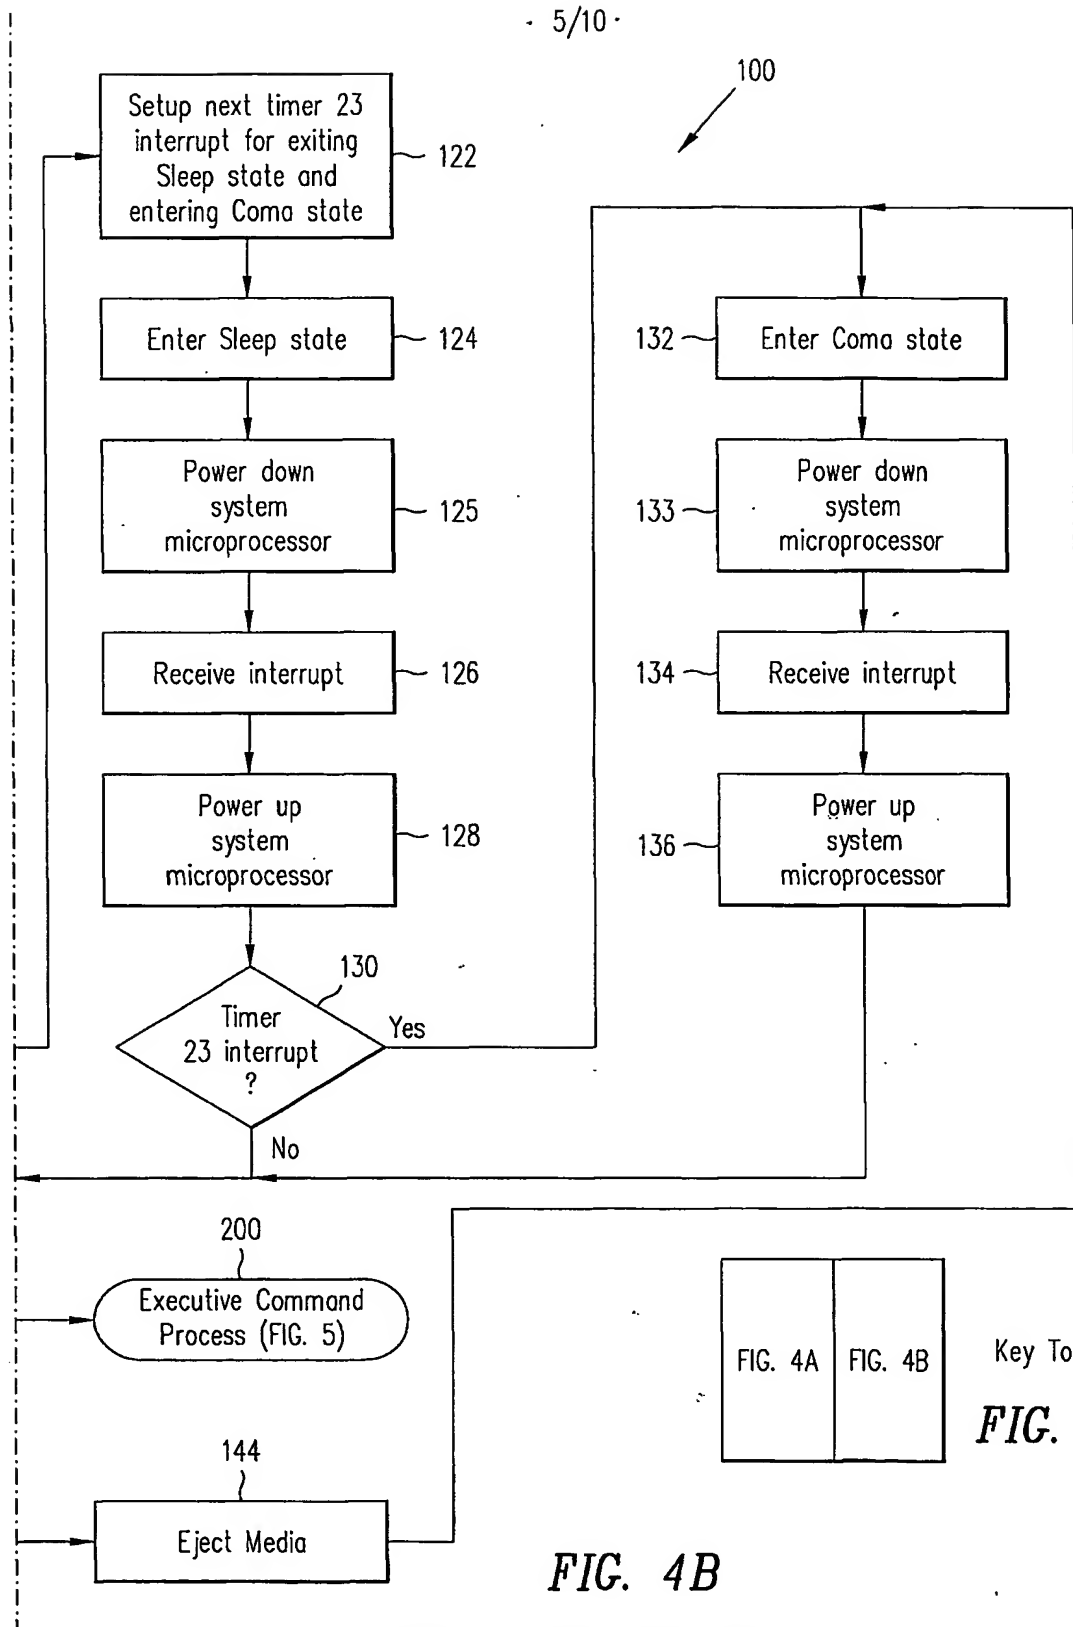 5/10
100
Setup next timer 23
interrupt for exiting
Sleep state and
entering Coma state
122
Enter Sleep state
124
Power down
system
microprocessor
125
Receive interrupt
126
Power up
system
microprocessor
128
130
Timer
23 interrupt
?
Yes
No
132
Enter Coma state
133
Power down
system
microprocessor
134
Receive interrupt
136
Power up
system
microprocessor
200
Executive Command
Process (FIG. 5)
144
Eject Media
FIG. 4A
FIG. 4B
Key To
FIG.
FIG. 4B